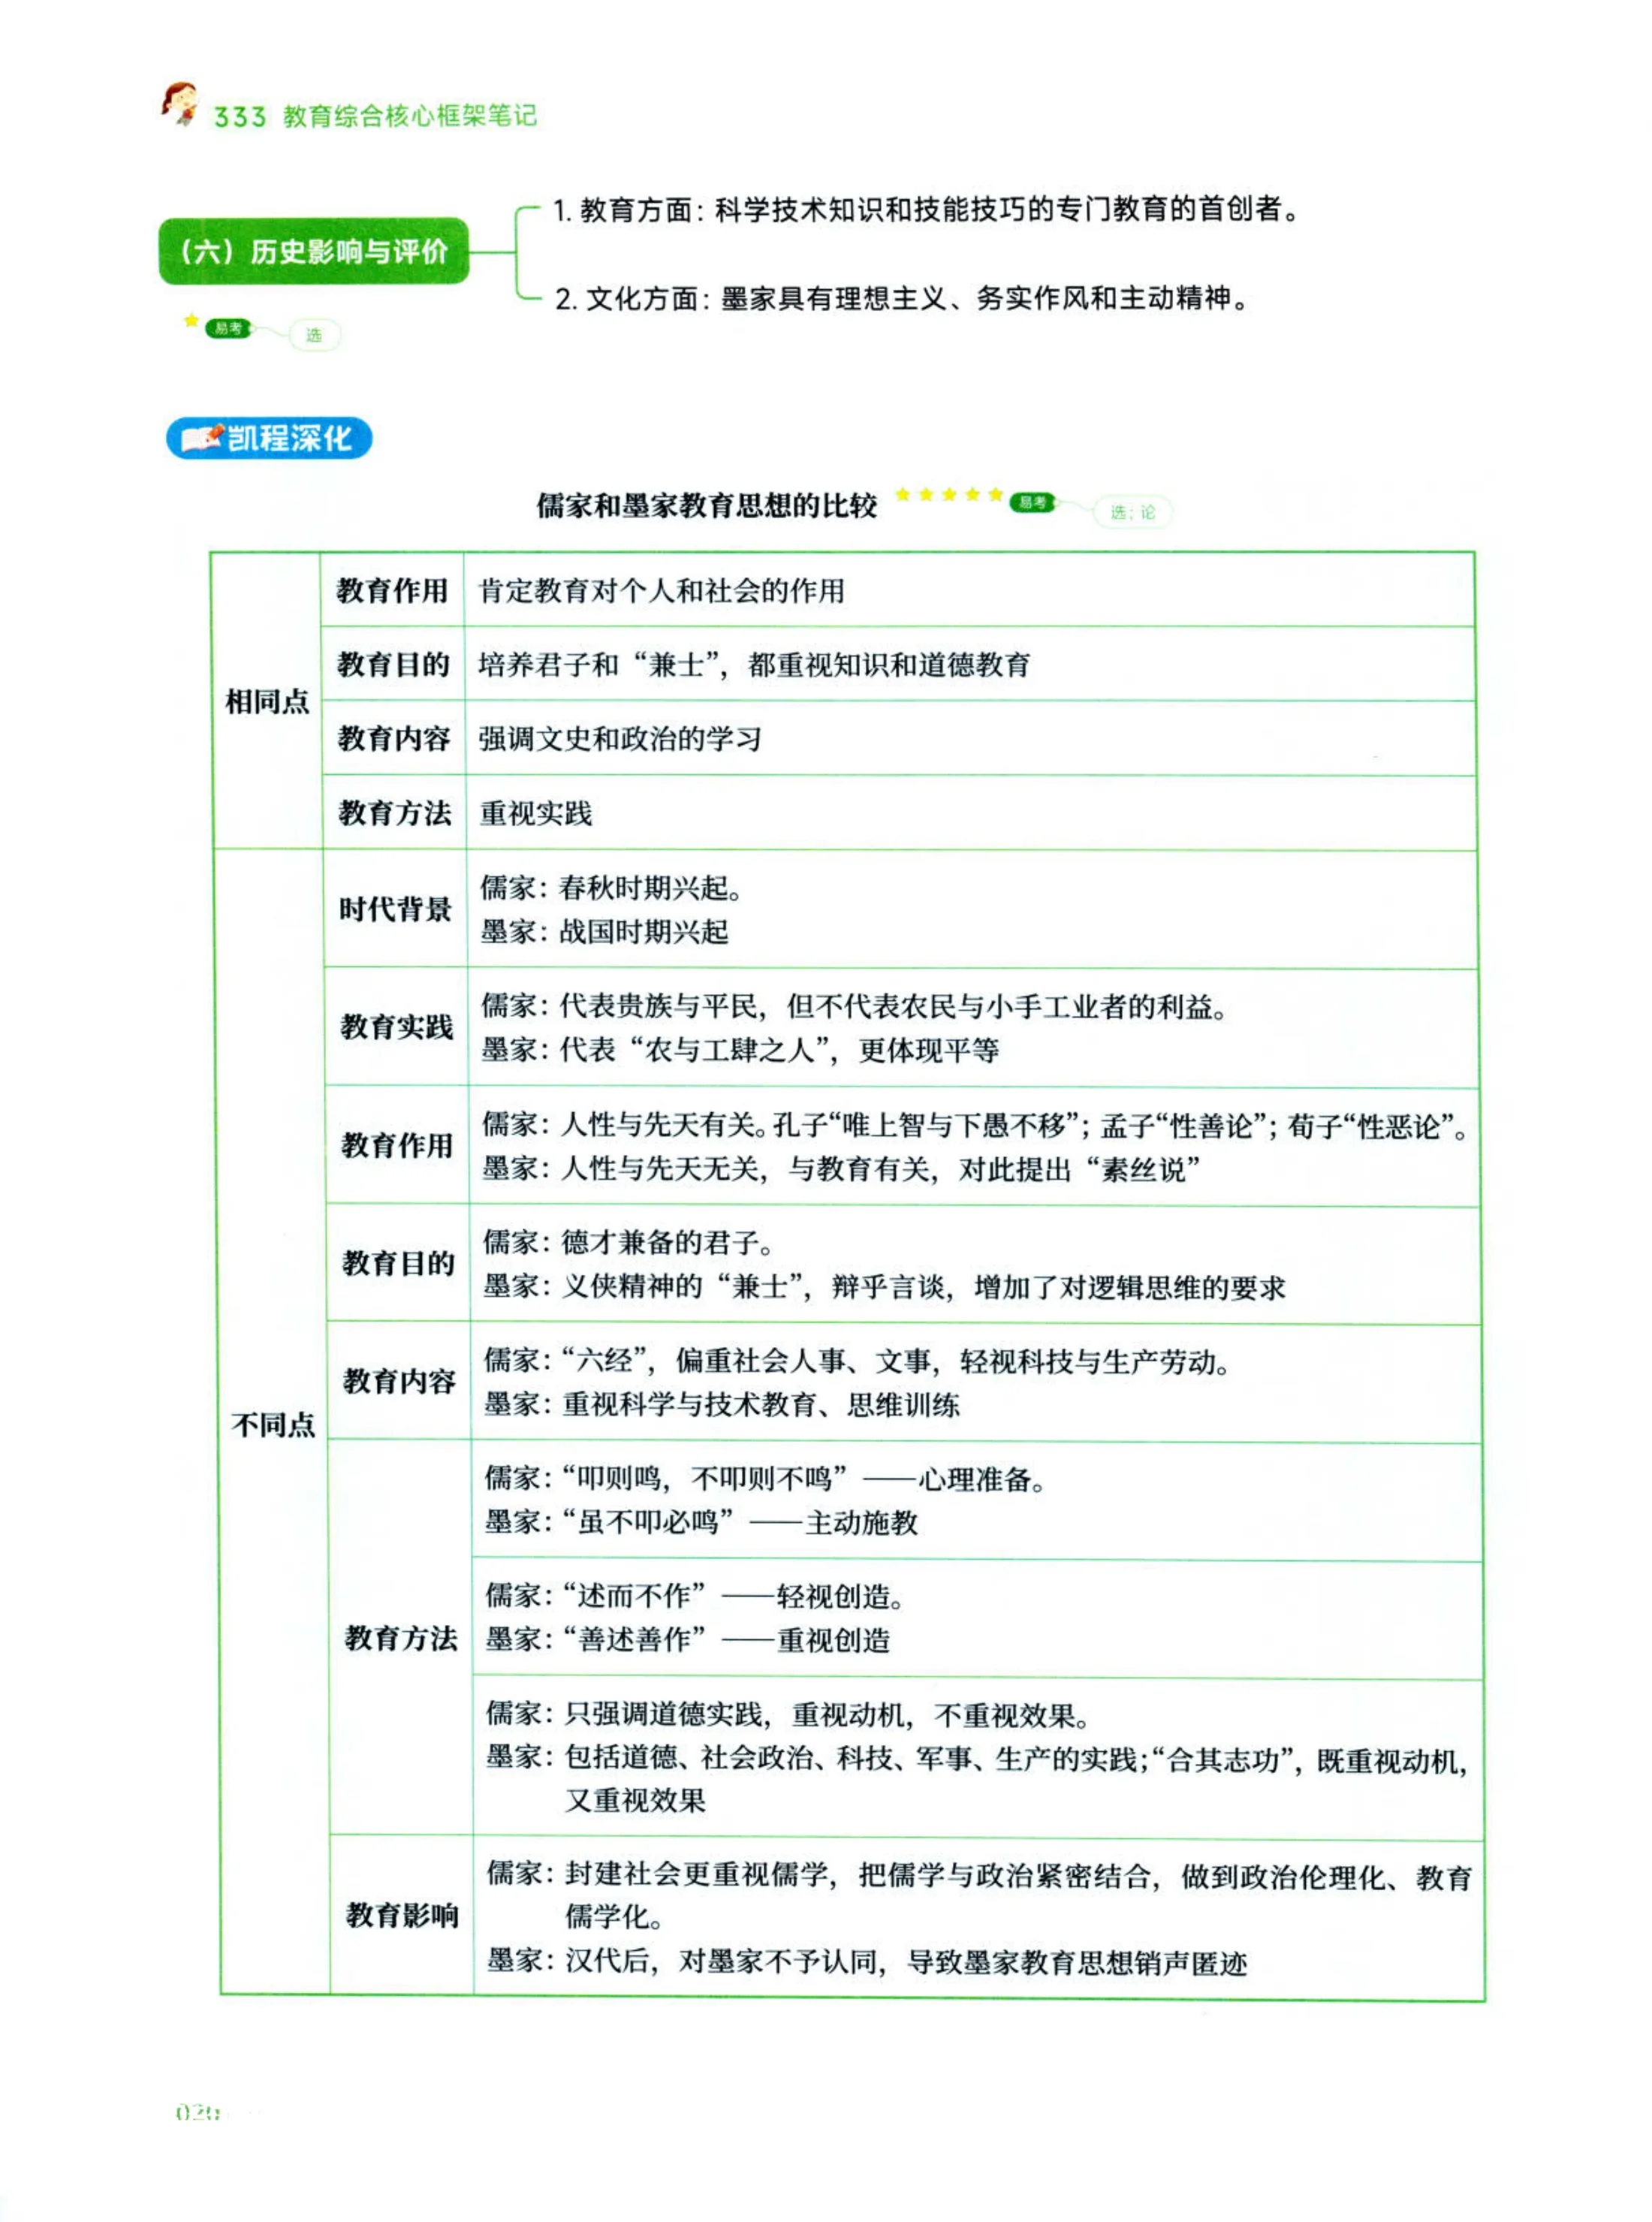 333 教育综合核心框架笔记
（六）历史影响与评价
1. 教育方面：科学技术知识和技能技巧的专门教育的首创者。
2. 文化方面：墨家具有理想主义、务实作风和主动精神。
易考 选
凯程深化
儒家和墨家教育思想的比较 易考 选；论
相同点
教育作用 肯定教育对个人和社会的作用
教育目的 培养君子和“兼士”，都重视知识和道德教育
教育内容 强调文史和政治的学习
教育方法 重视实践
不同点
时代背景
儒家：春秋时期兴起。
墨家：战国时期兴起
教育实践
儒家：代表贵族与平民，但不代表农民与小手工业者的利益。
墨家：代表“农与工肆之人”，更体现平等
教育作用
儒家：人性与先天有关。孔子“唯上智与下愚不移”；孟子“性善论”；荀子“性恶论”。
墨家：人性与先天无关，与教育有关，对此提出“素丝说”
教育目的
儒家：德才兼备的君子。
墨家：义侠精神的“兼士”，辩乎言谈，增加了对逻辑思维的要求
教育内容
儒家：“六经”，偏重社会人事、文事，轻视科技与生产劳动。
墨家：重视科学与技术教育、思维训练
教育方法
儒家：“叩则鸣，不叩则不鸣”——心理准备。
墨家：“虽不叩必鸣”——主动施教
儒家：“述而不作”——轻视创造。
墨家：“善述善作”——重视创造
儒家：只强调道德实践，重视动机，不重视效果。
墨家：包括道德、社会政治、科技、军事、生产的实践；“合其志功”，既重视动机，
又重视效果
教育影响
儒家：封建社会更重视儒学，把儒学与政治紧密结合，做到政治伦理化、教育
儒学化。
墨家：汉代后，对墨家不予认同，导致墨家教育思想销声匿迹